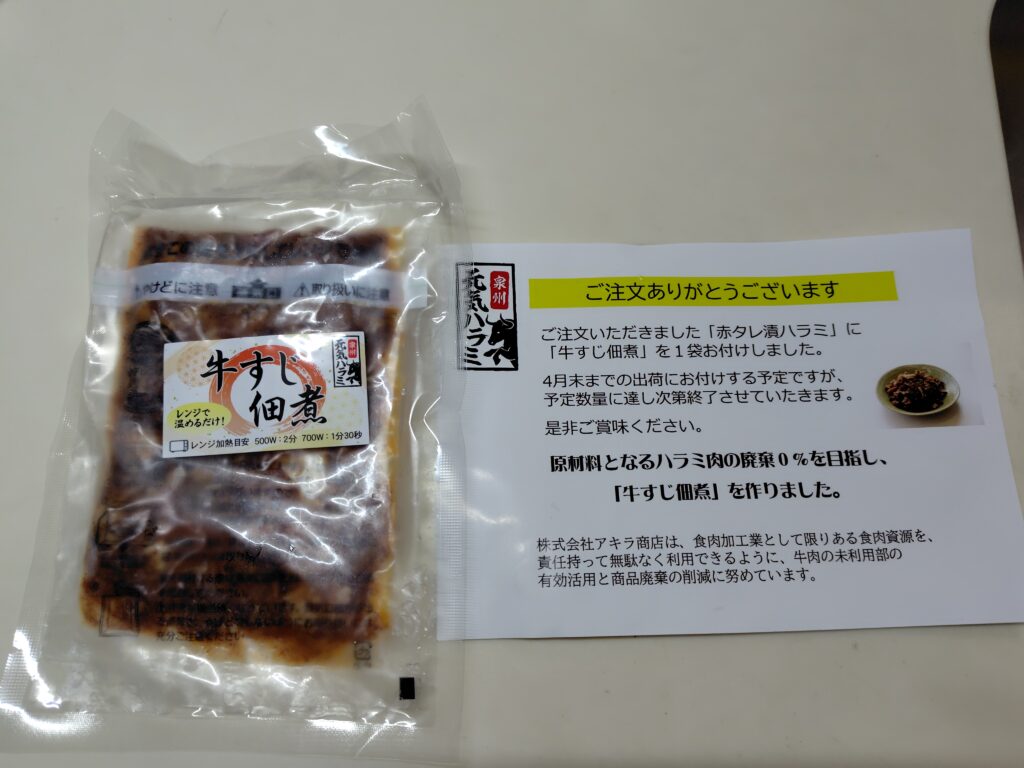 やけどに注意
⚠取り扱いに注意
泉州
元気ハラミ
牛すじ
佃煮
レンジで
温めるだけ!
レンジ加熱目安 500W:2分 700W:1分30秒
充分ご注意ください
泉州
元気ハラミ
ご注文ありがとうございます
ご注文いただきました「赤タレ漬ハラミ」に
「牛すじ佃煮」を1袋お付けしました。
4月末までの出荷にお付けする予定ですが、
予定数量に達し次第終了させていたきます。
是非ご賞味ください。
原材料となるハラミ肉の廃棄0%を目指し、
「牛すじ佃煮」を作りました。
株式会社アキラ商店は、食肉加工業として限りある食肉資源を、
責任持って無駄なく利用できるように、牛肉の未利用部の
有効活用と商品廃棄の削減に努めています。